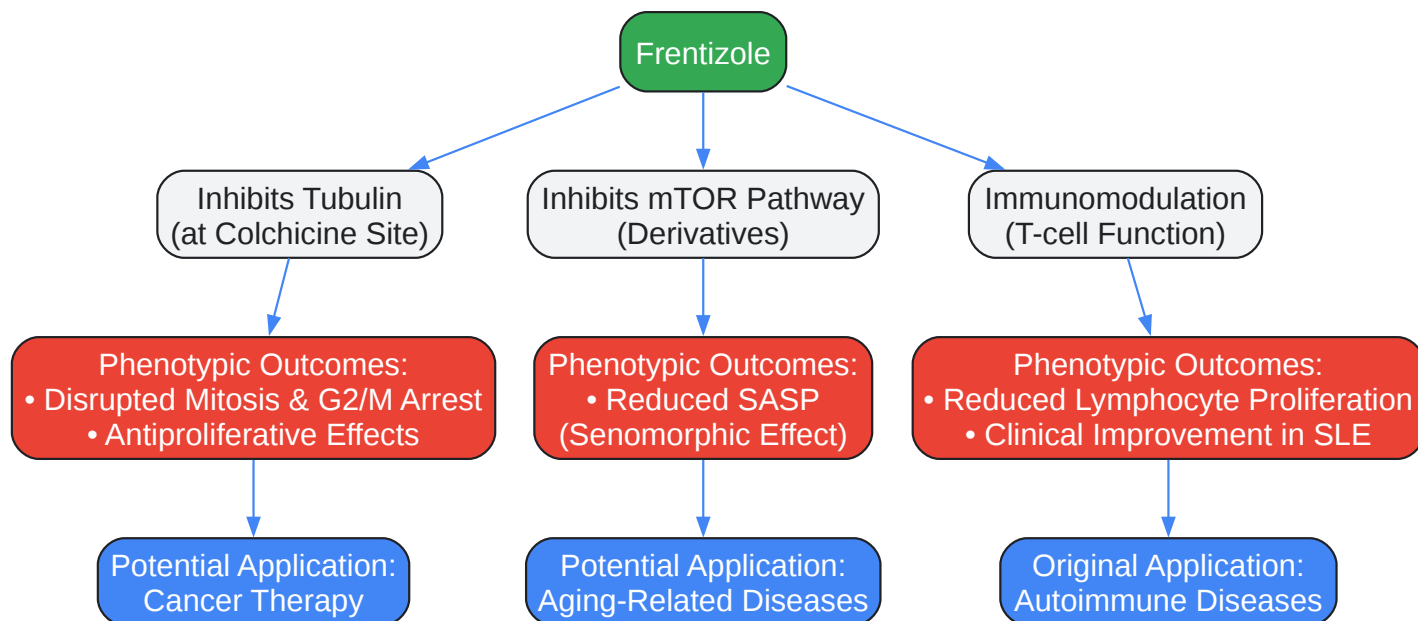 Frentizole
Inhibits Tubulin
(at Colchicine Site)
Inhibits mTOR Pathway
(Derivatives)
Immunomodulation
(T-cell Function)
Phenotypic Outcomes:
• Disrupted Mitosis & G2/M Arrest
• Antiproliferative Effects
Phenotypic Outcomes:
• Reduced SASP
(Senomorphic Effect)
Phenotypic Outcomes:
• Reduced Lymphocyte Proliferation
• Clinical Improvement in SLE
Potential Application:
Cancer Therapy
Potential Application:
Aging-Related Diseases
Original Application:
Autoimmune Diseases